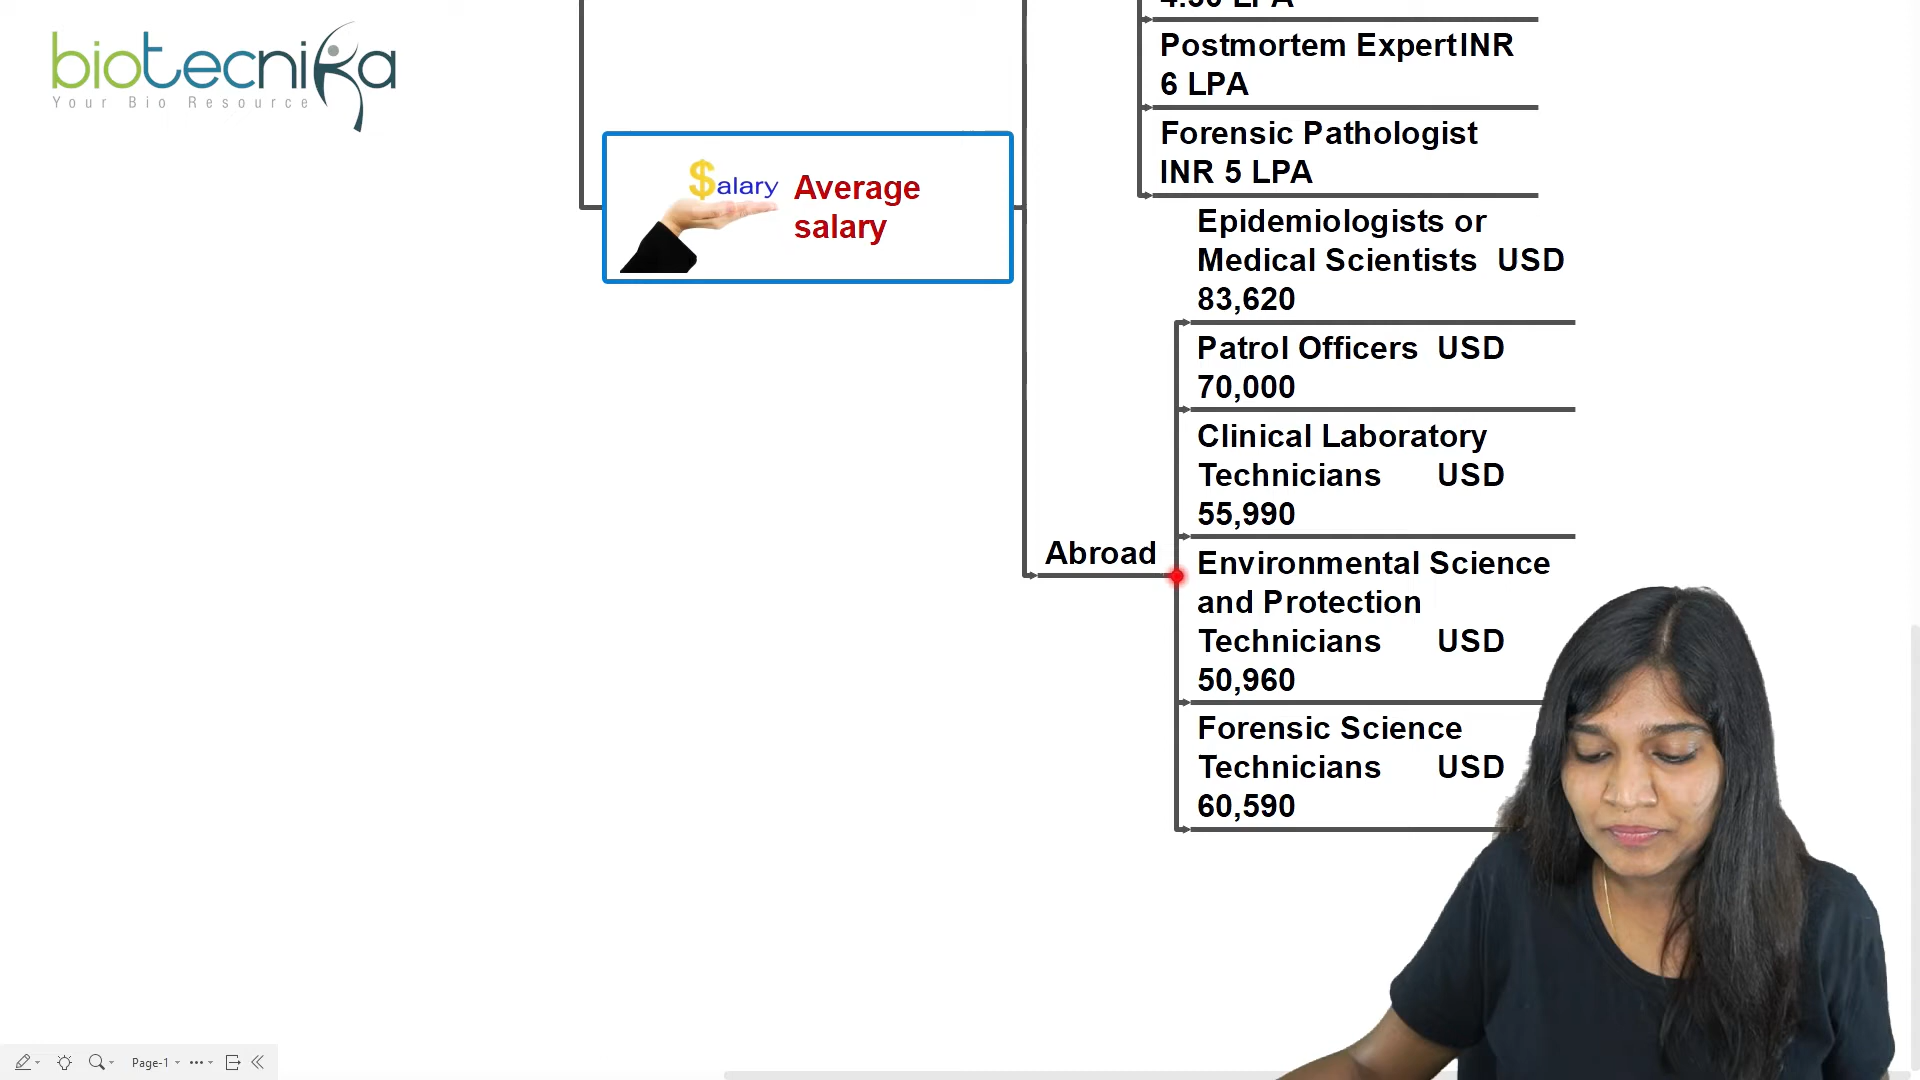 biotecnika
Your Bio Resource
Postmortem ExpertINR
6 LPA
Forensic Pathologist
INR 5 LPA
$alary
Average
salary
Epidemiologists or
Medical Scientists USD
83,620
Patrol Officers USD
70,000
Clinical Laboratory
Technicians USD
55,990
Abroad
Environmental Science
and Protection
Technicians USD
50,960
Forensic Science
Technicians USD
60,590
Page-1